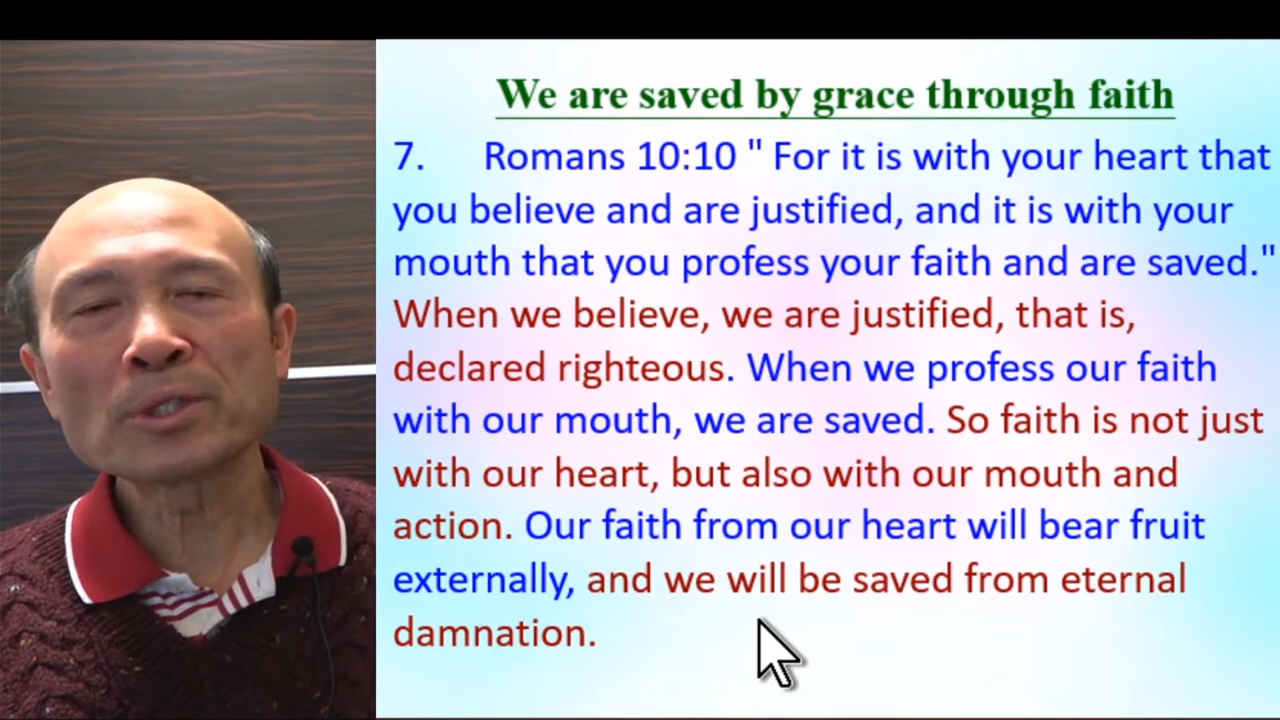 We are saved by grace through faith
7. Romans 10:10 " For it is with your heart that
you believe and are justified, and it is with your
mouth that you profess your faith and are saved."
When we believe, we are justified, that is,
declared righteous. When we profess our faith
with our mouth, we are saved. So faith is not just
with our heart, but also with our mouth and
action. Our faith from our heart will bear fruit
externally, and we will be saved from eternal
damnation.